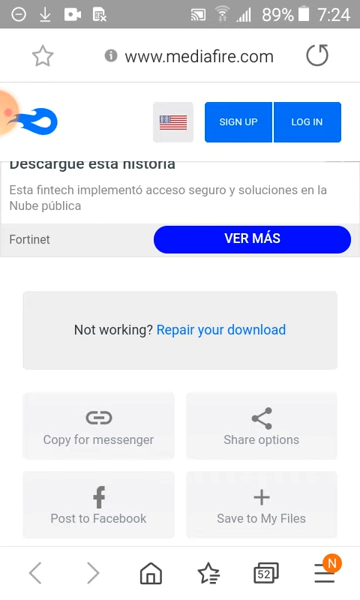 89% 7:24
www.mediafire.com
SIGN UP
LOG IN
Descargue esta historia
Esta fintech implementó acceso seguro y soluciones en la
Nube pública
Fortinet
VER MÁS
Not working? Repair your download
Copy for messenger
Share options
Post to Facebook
Save to My Files
52
N